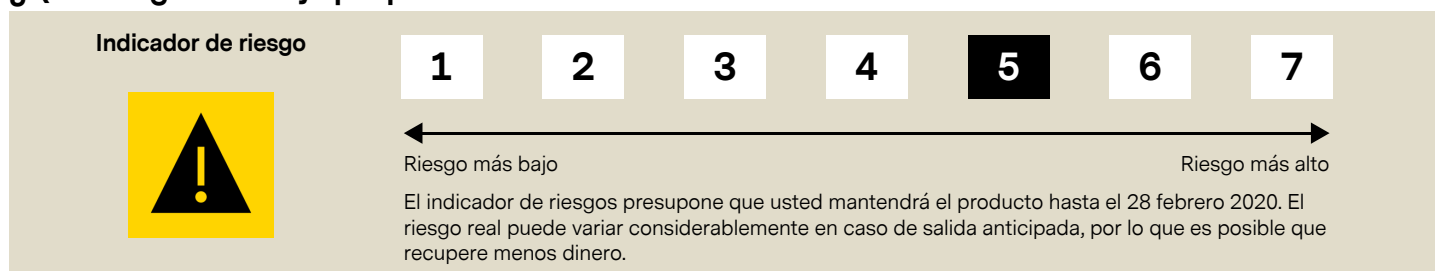 Indicador de riesgo
1 2 3 4 5 6 7
Riesgo más bajo Riesgo más alto
El indicador de riesgos presupone que usted mantendrá el producto hasta el 28 febrero 2020. El
riesgo real puede variar considerablemente en caso de salida anticipada, por lo que es posible que
recupere menos dinero.